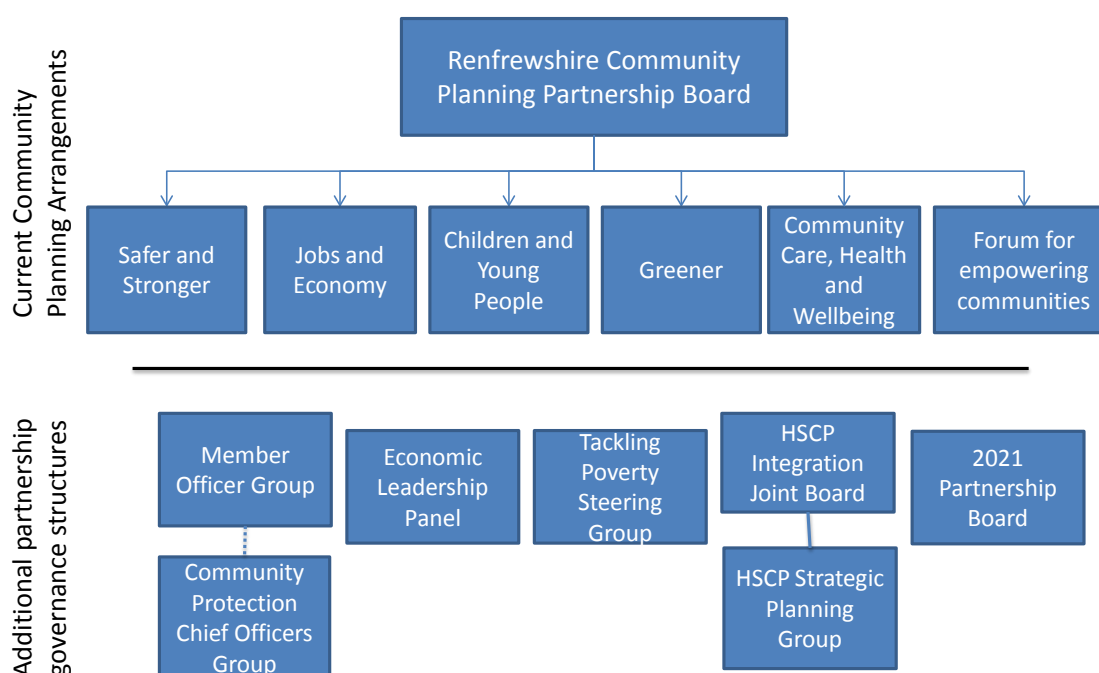 Current Community
Planning Arrangements
Renfrewshire Community
Planning Partnership Board
Safer and
Stronger
Jobs and
Economy
Children and
Young
People
Greener
Community
Care, Health
and
Wellbeing
Forum for
empowering
communities
Additional partnership
governance structures
Member
Officer Group
Economic
Leadership
Panel
Tackling
Poverty
Steering
Group
HSCP
Integration
Joint Board
2021
Partnership
Board
Community
Protection
Chief Officers
Group
HSCP Strategic
Planning
Group